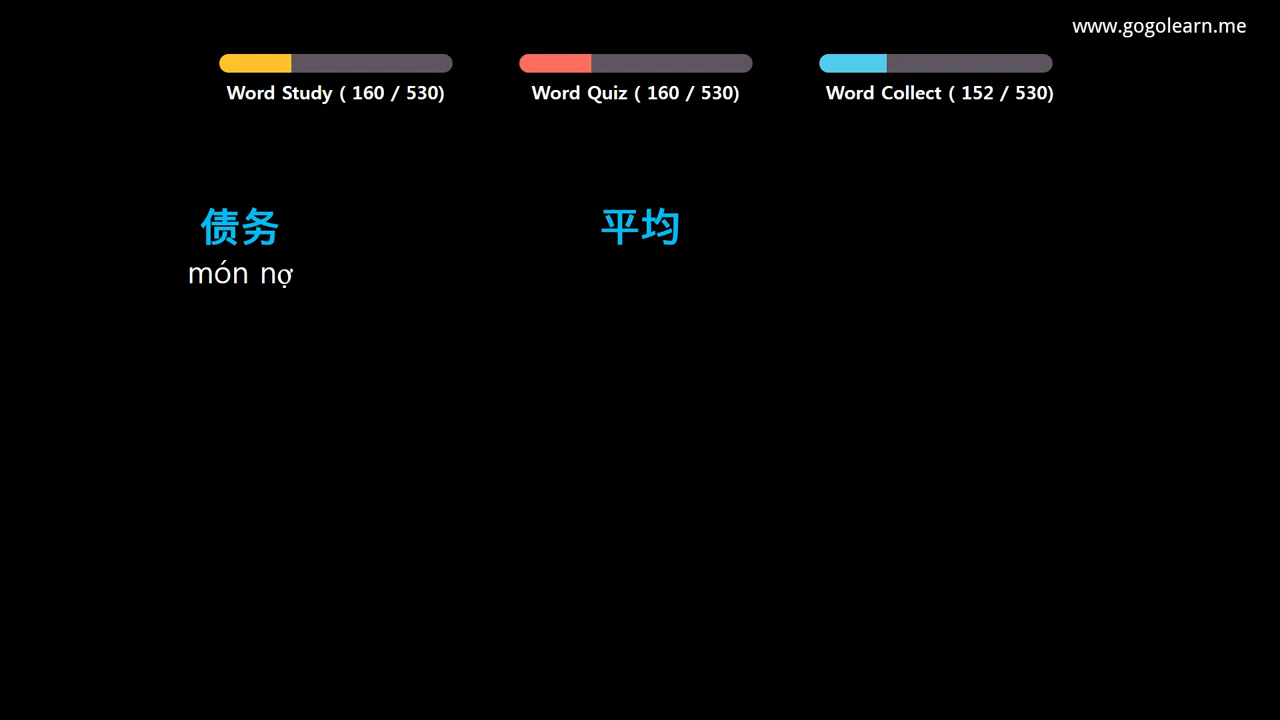 www.gogolearn.me
Word Study ( 160 / 530)
Word Quiz ( 160 / 530)
Word Collect ( 152 / 530)
债务
平均
món nợ